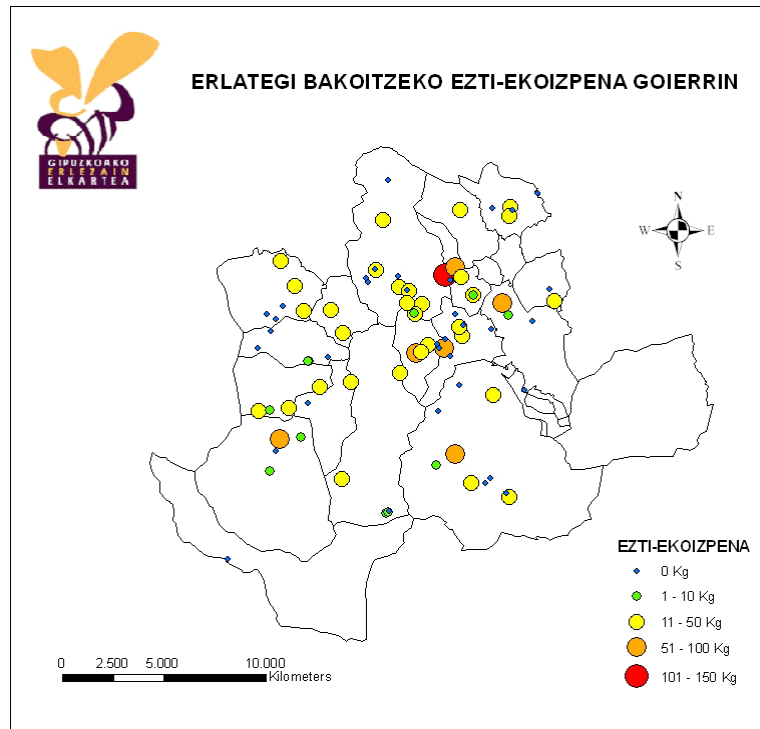 ERLATEGI BAKOITZEKO EZTI-EKOIZPENA GOIERRIN
GIPUZKOAKO
ERLEZAIN
ELKARTEA
N
W E
S
EZTI-EKOIZPENA
0 Kg
1 - 10 Kg
11 - 50 Kg
51 - 100 Kg
101 - 150 Kg
0 2.500 5.000 10.000
Kilometers